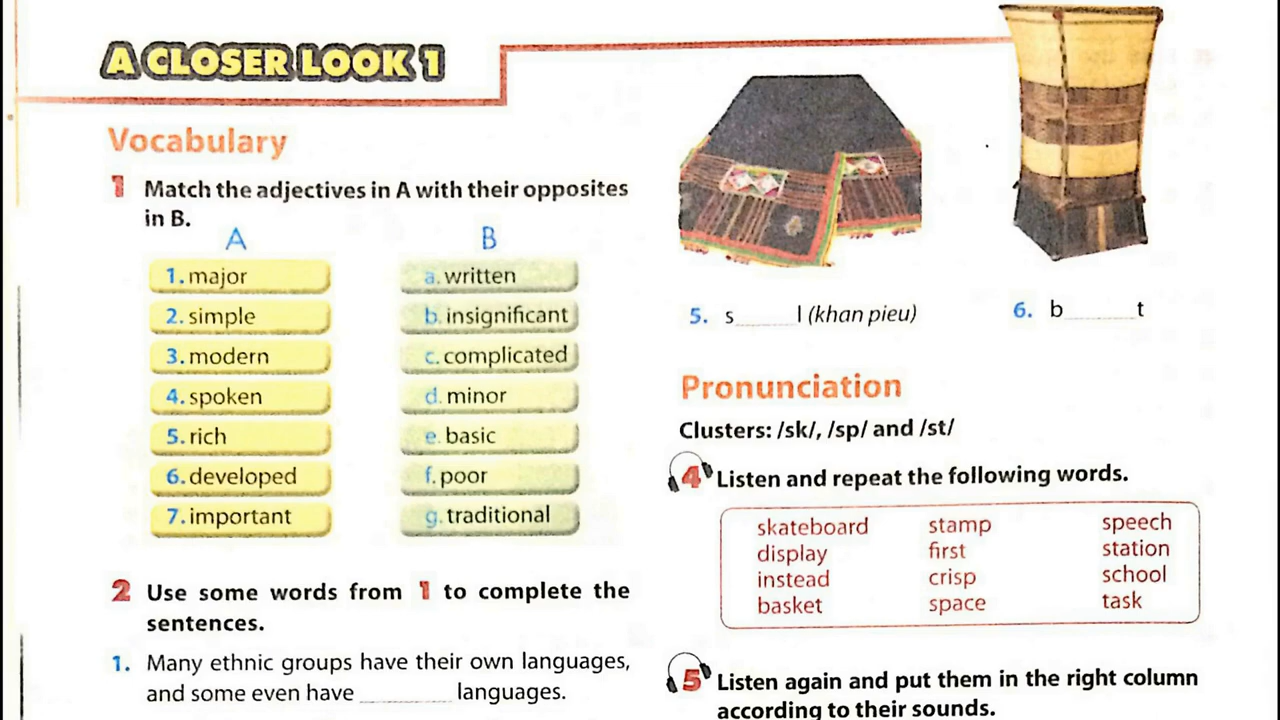 A CLOSER LOOK 1
Vocabulary
1 Match the adjectives in A with their opposites
in B.
A
B
1. major
2. simple
3. modern
4. spoken
5. rich
6. developed
7. important
a. written
b. insignificant
c. complicated
d. minor
e. basic
f. poor
g. traditional
2 Use some words from 1 to complete the
sentences.
1. Many ethnic groups have their own languages,
and some even have ________ languages.
5. s______l (khan pieu)
6. b_______t
Pronunciation
Clusters: /sk/, /sp/ and /st/
4 Listen and repeat the following words.
skateboard stamp speech
display first station
instead crisp school
basket space task
5 Listen again and put them in the right column
according to their sounds.